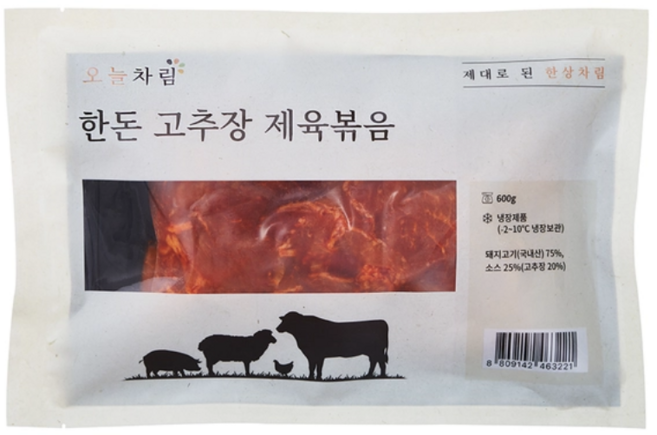 오늘차림
제대로 된 한상차림
한돈 고추장 제육볶음
600g
냉장제품
(-2~10℃ 냉장보관)
돼지고기(국내산) 75%,
소스 25%(고추장 20%)
8 809142 463221